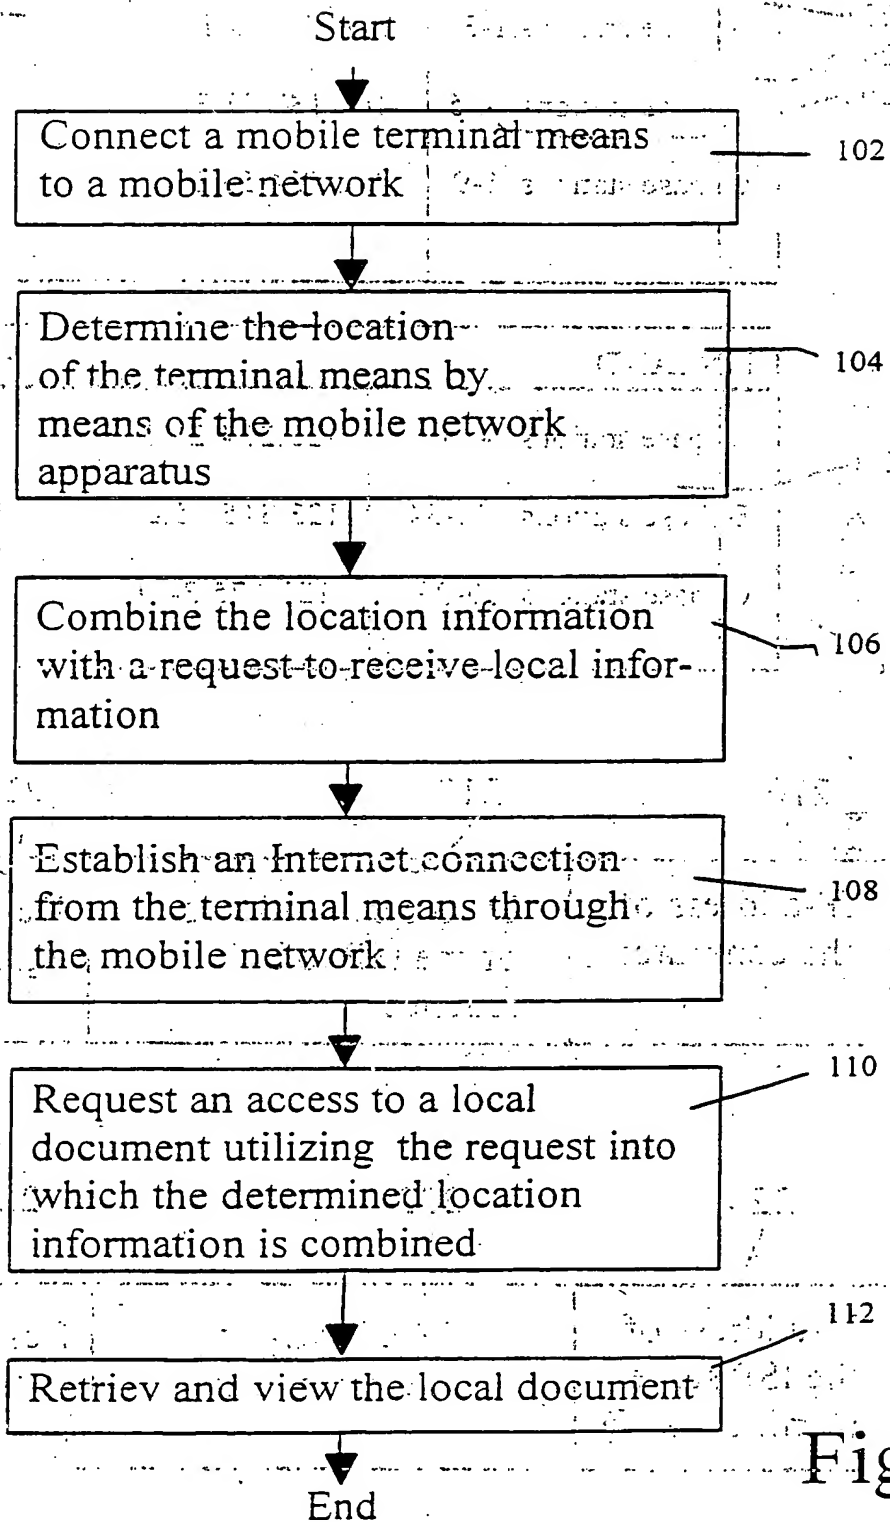 Start
Connect a mobile terminal means
to a mobile network
102
Determine the location
of the terminal means by
means of the mobile network
apparatus
104
Combine the location information
with a request to receive local infor-
mation
106
Establish an Internet connection
from the terminal means through
the mobile network
108
Request an access to a local
document utilizing the request into
which the determined location
information is combined
110
Retriev and view the local document
112
End
Fig